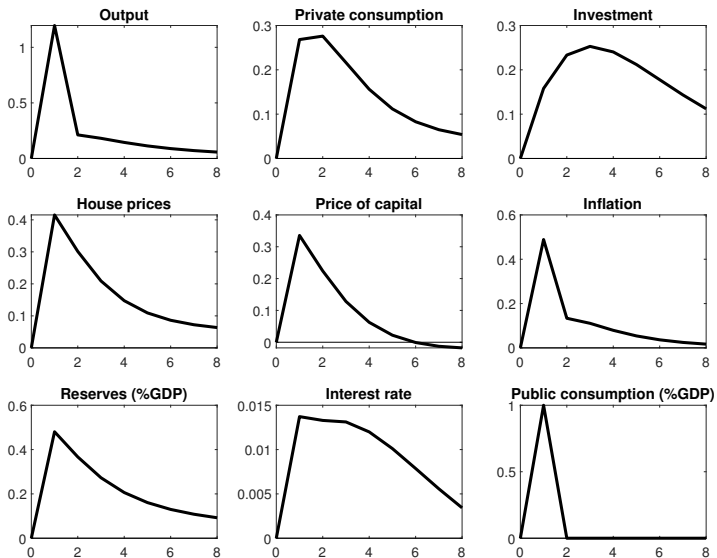 Output
Private consumption
Investment
1
0.5
0
0 2 4 6 8
0.3
0.2
0.1
0
0 2 4 6 8
0.3
0.2
0.1
0
0 2 4 6 8
House prices
Price of capital
Inflation
0.4
0.3
0.2
0.1
0
0 2 4 6 8
0.4
0.3
0.2
0.1
0
0 2 4 6 8
0.6
0.4
0.2
0
0 2 4 6 8
Reserves (%GDP)
Interest rate
Public consumption (%GDP)
0.6
0.4
0.2
0
0 2 4 6 8
0.015
0.01
0.005
0
0 2 4 6 8
1
0.5
0
0 2 4 6 8